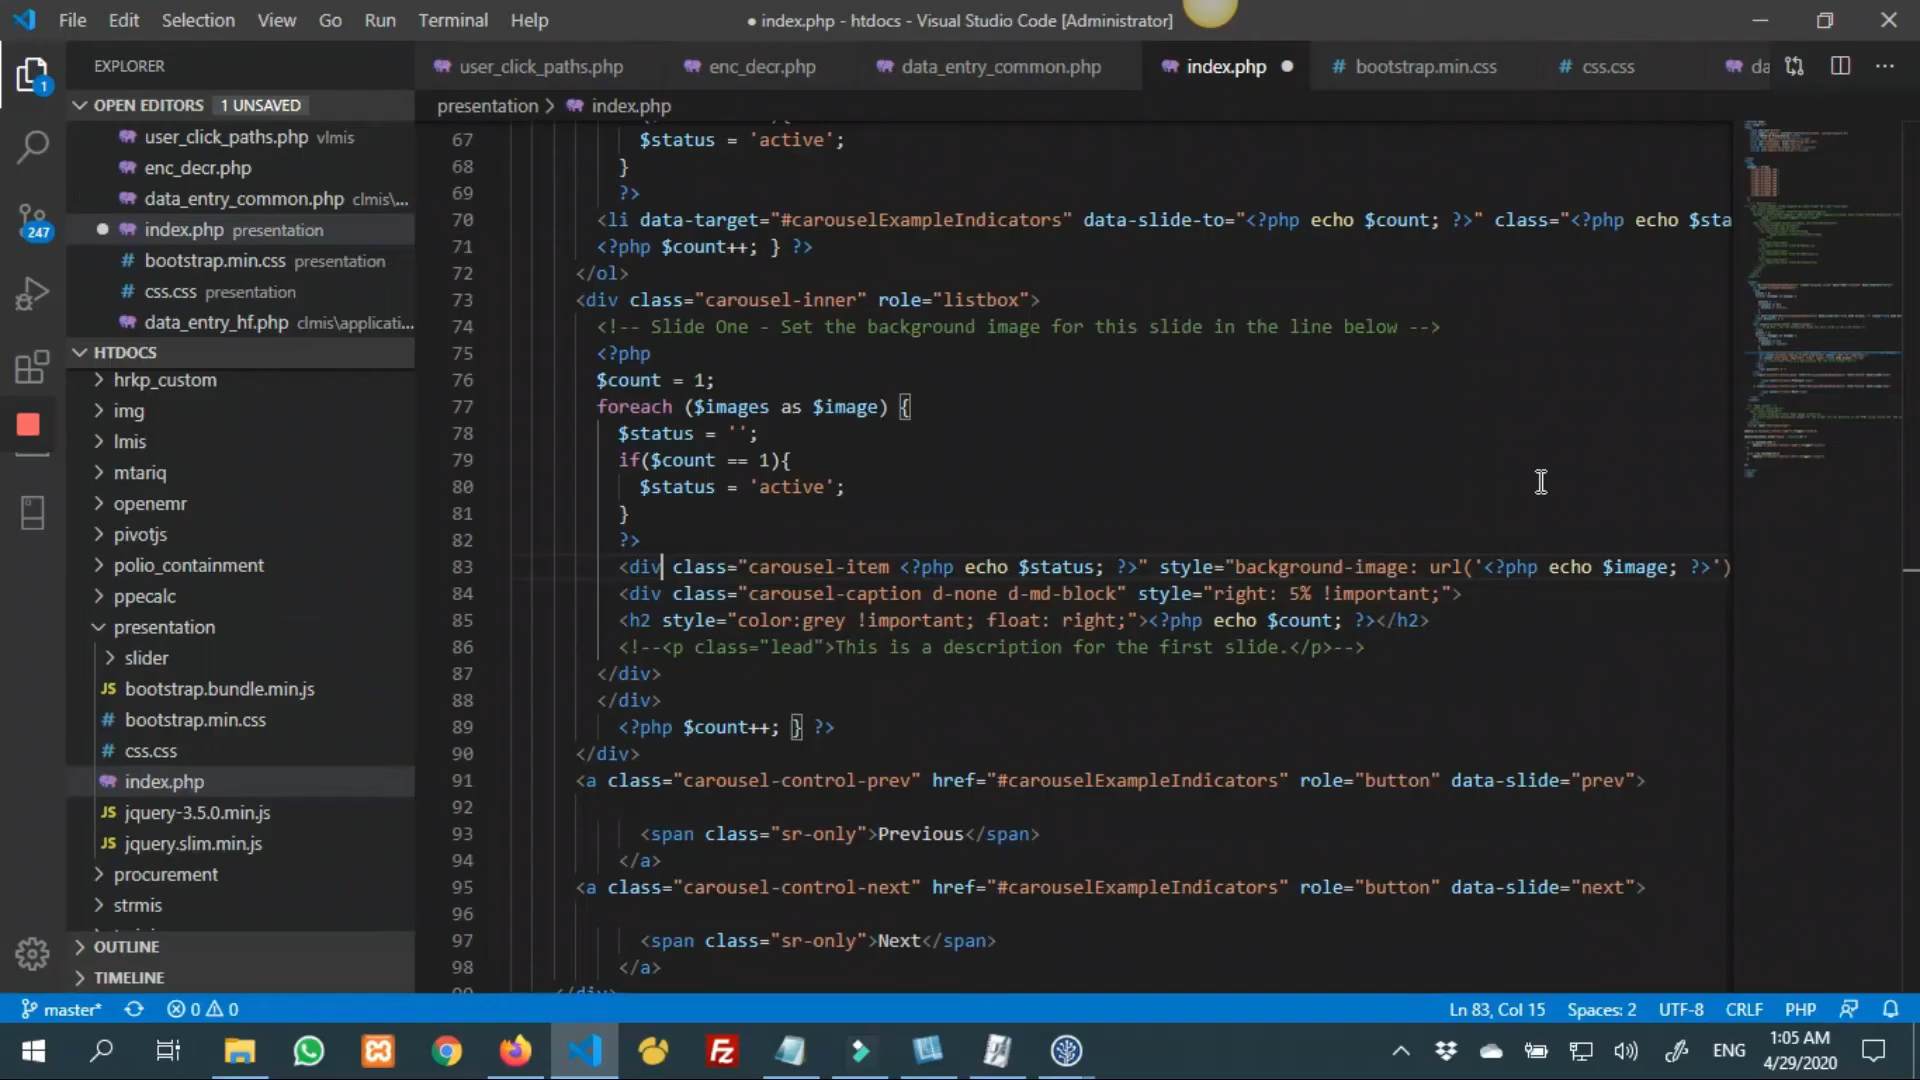 File Edit Selection View Go Run Terminal Help
● index.php - htdocs - Visual Studio Code [Administrator]
EXPLORER
OPEN EDITORS 1 UNSAVED
user_click_paths.php vlmis
enc_decr.php
data_entry_common.php clmis\...
index.php presentation
bootstrap.min.css presentation
css.css presentation
data_entry_hf.php clmis\applicati...
HTDOCS
hrkp_custom
img
lmis
mtariq
openemr
pivotjs
polio_containment
ppecalc
presentation
slider
bootstrap.bundle.min.js
bootstrap.min.css
css.css
index.php
jquery-3.5.0.min.js
jquery.slim.min.js
procurement
strmis
OUTLINE
TIMELINE
1
247
user_click_paths.php enc_decr.php data_entry_common.php index.php bootstrap.min.css css.css da
presentation > index.php
67 $status = 'active';
68 }
69 ?>
70 <li data-target="#carouselExampleIndicators" data-slide-to="<?php echo $count; ?>" class="<?php echo $sta
71 <?php $count++; } ?>
72 </ol>
73 <div class="carousel-inner" role="listbox">
74 <!-- Slide One - Set the background image for this slide in the line below -->
75 <?php
76 $count = 1;
77 foreach ($images as $image) {
78 $status = '';
79 if($count == 1){
80 $status = 'active';
81 }
82 ?>
83 <div class="carousel-item <?php echo $status; ?>" style="background-image: url('<?php echo $image; ?>')
84 <div class="carousel-caption d-none d-md-block" style="right: 5% !important;">
85 <h2 style="color:grey !important; float: right;"><?php echo $count; ?></h2>
86 <!--<p class="lead">This is a description for the first slide.</p>-->
87 </div>
88 </div>
89 <?php $count++; } ?>
90 </div>
91 <a class="carousel-control-prev" href="#carouselExampleIndicators" role="button" data-slide="prev">
92
93 <span class="sr-only">Previous</span>
94 </a>
95 <a class="carousel-control-next" href="#carouselExampleIndicators" role="button" data-slide="next">
96
97 <span class="sr-only">Next</span>
98 </a>
master* 0 0 Ln 83, Col 15 Spaces: 2 UTF-8 CRLF PHP
ENG
1:05 AM
4/29/2020